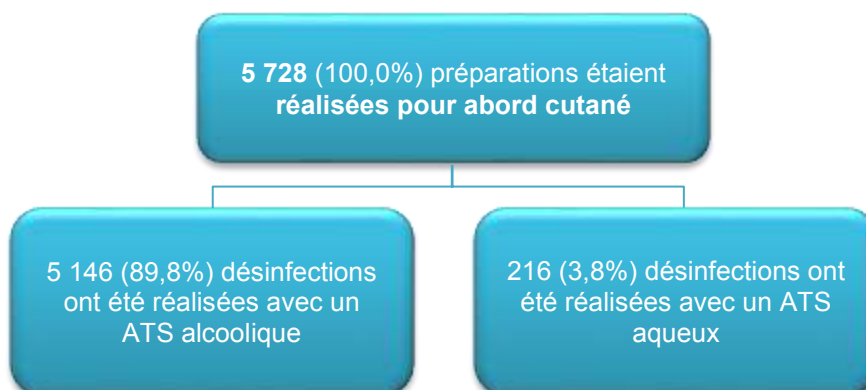 5 728 (100,0%) préparations étaient
réalisées pour abord cutané
5 146 (89,8%) désinfections
ont été réalisées avec un
ATS alcoolique
216 (3,8%) désinfections ont
été réalisées avec un ATS
aqueux